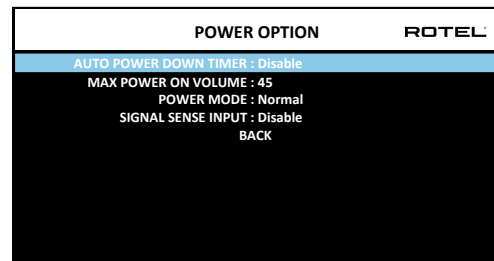 POWER OPTION ROTEL
AUTO POWER DOWN TIMER : Disable
MAX POWER ON VOLUME : 45
POWER MODE : Normal
SIGNAL SENSE INPUT : Disable
BACK